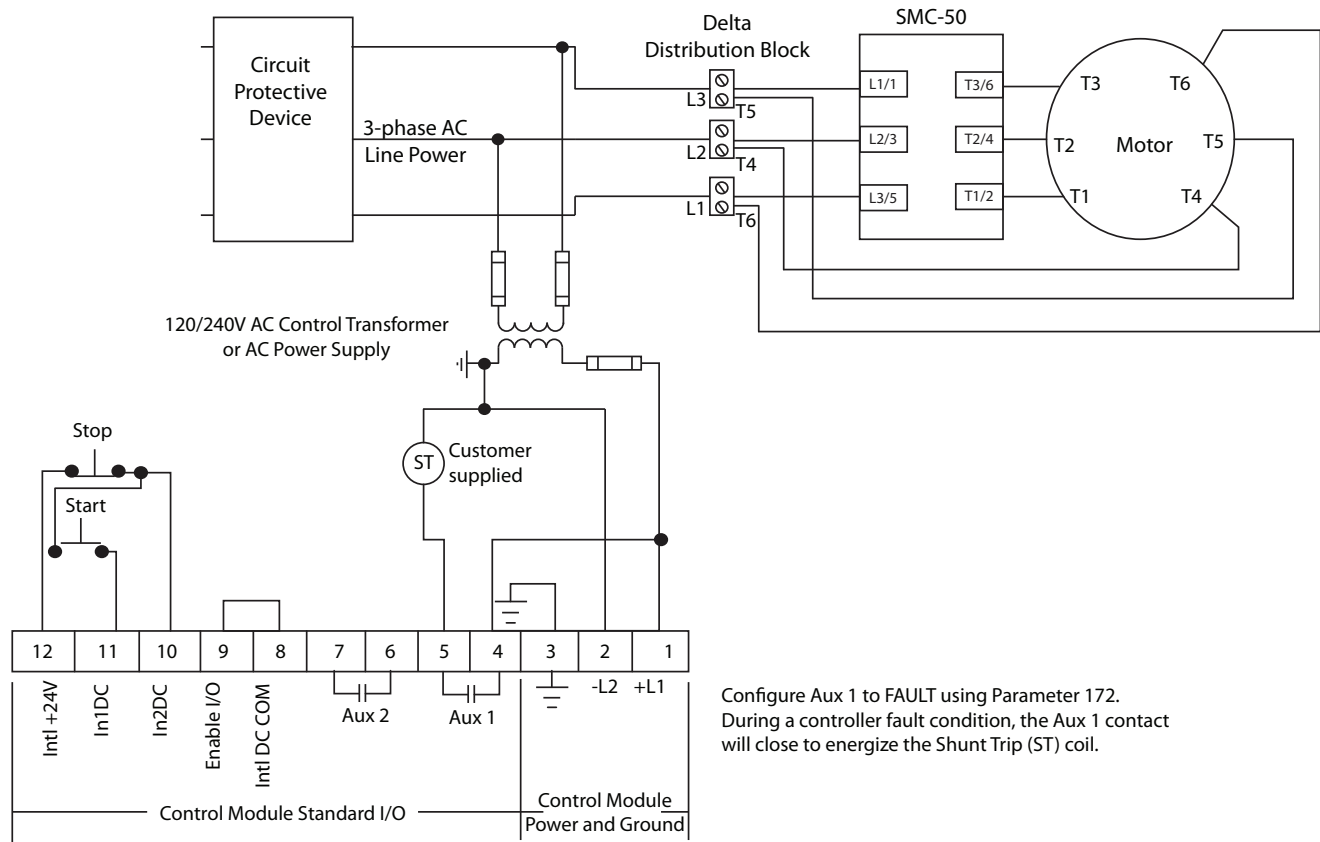 Delta
Distribution Block
SMC-50
Circuit
Protective
Device
3-phase AC
Line Power
L3
T5
L2
T4
L1
T6
L1/1
T3/6
L2/3
T2/4
L3/5
T1/2
T3
T6
T2
Motor
T5
T1
T4
120/240V AC Control Transformer
or AC Power Supply
Stop
Start
ST
Customer
supplied
12
11
10
9
8
7
6
5
4
3
2
1
Intl +24V
In1DC
In2DC
Enable I/O
Intl DC COM
Aux 2
Aux 1
-L2
+L1
Control Module Standard I/O
Control Module
Power and Ground
Configure Aux 1 to FAULT using Parameter 172.
During a controller fault condition, the Aux 1 contact
will close to energize the Shunt Trip (ST) coil.